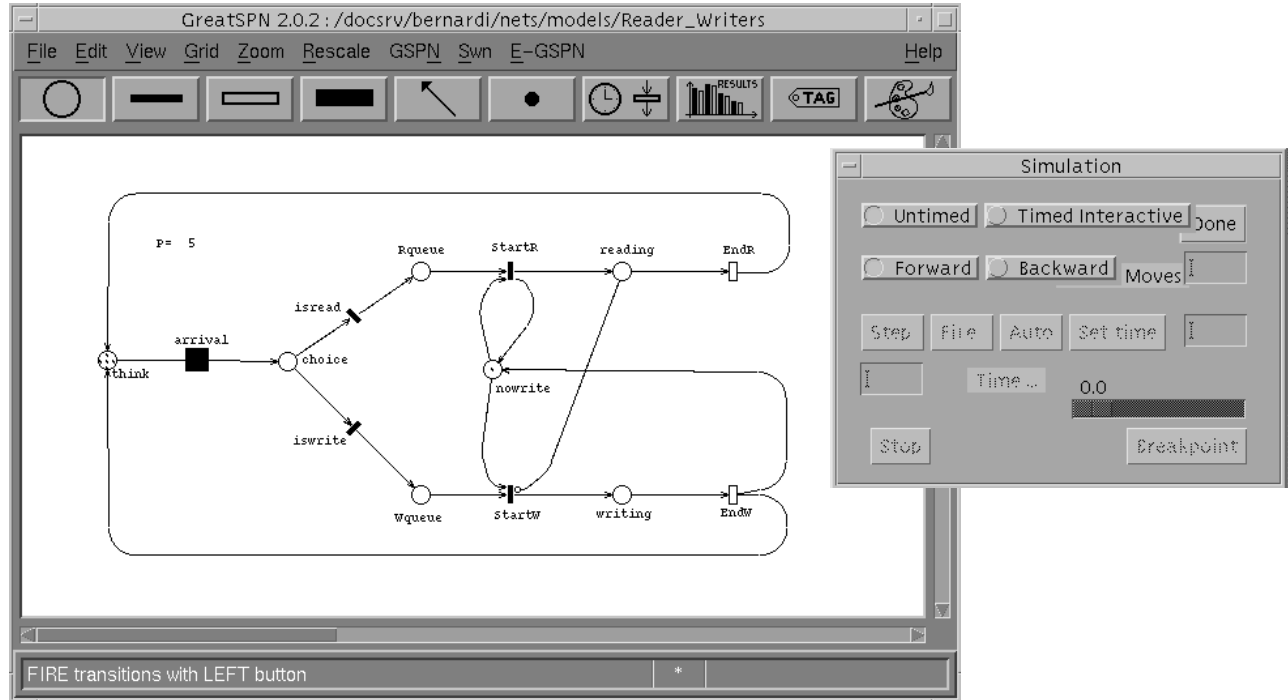 GreatSPN 2.0.2 : /docsrv/bernardi/nets/models/Reader_Writers
File Edit View Grid Zoom Rescale GSPN Swn E-GSPN Help
RESULTS
TAG
P= 5
Rqueue
StartR
reading
EndR
isread
arrival
choice
think
nowrite
iswrite
Wqueue
StartW
writing
EndW
FIRE transitions with LEFT button
*
Simulation
Untimed Timed Interactive
Done
Forward Backward Moves
Step Fire Auto Set time
Time ..
0.0
Stop Breakpoint